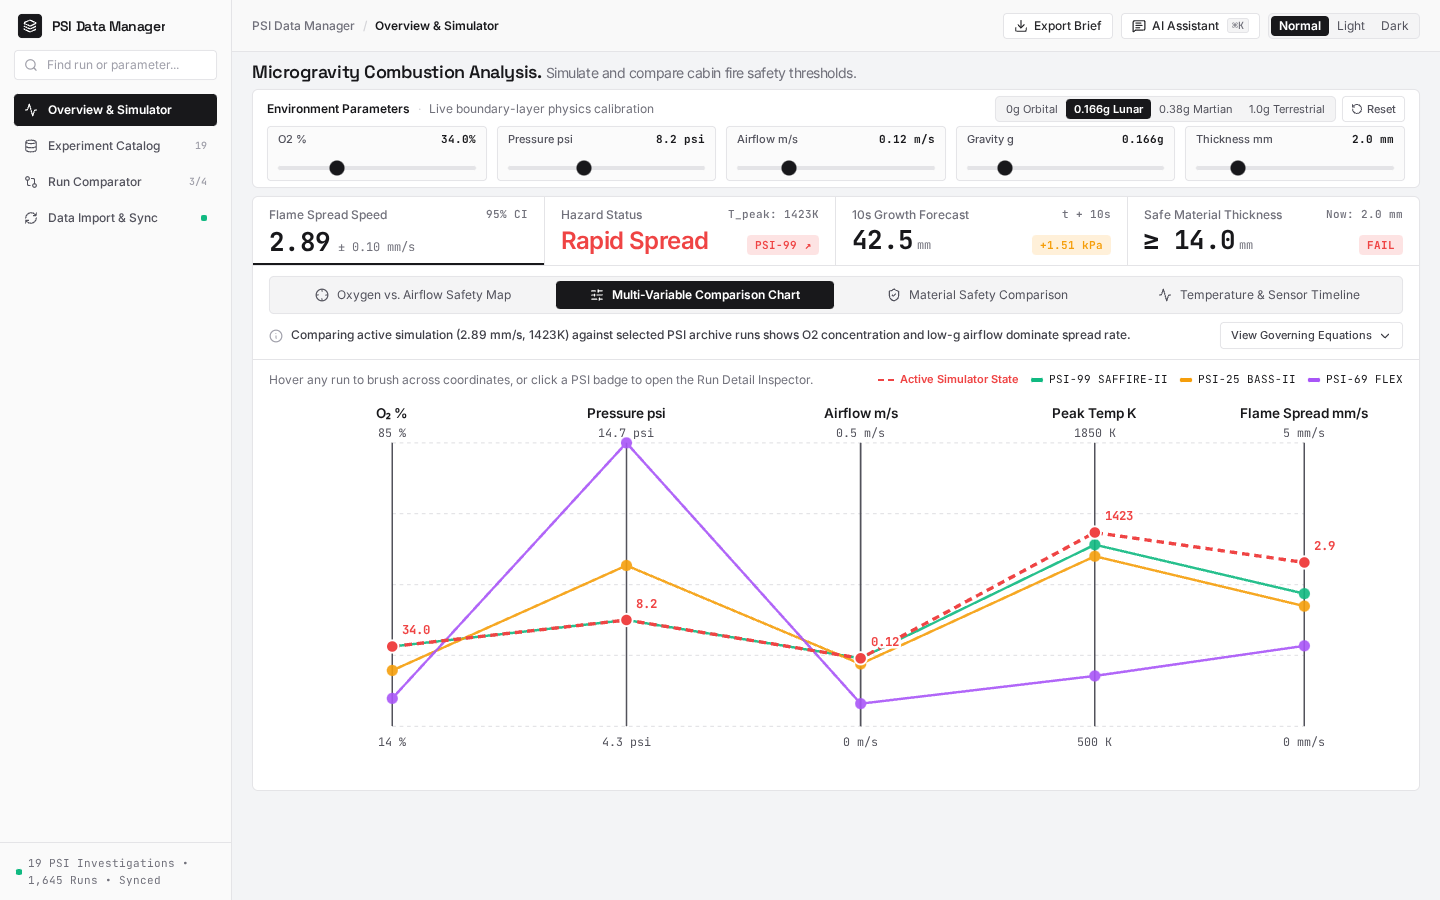 PSI Data Manager
Find run or parameter...
Overview & Simulator
Experiment Catalog 19
Run Comparator 3/4
Data Import & Sync
19 PSI Investigations •
1,645 Runs • Synced
PSI Data Manager / Overview & Simulator
Export Brief
AI Assistant ⌘K
Normal Light Dark
Microgravity Combustion Analysis. Simulate and compare cabin fire safety thresholds.
Environment Parameters · Live boundary-layer physics calibration
0g Orbital 0.166g Lunar 0.38g Martian 1.0g Terrestrial
Reset
O2 % 34.0%
Pressure psi 8.2 psi
Airflow m/s 0.12 m/s
Gravity g 0.166g
Thickness mm 2.0 mm
Flame Spread Speed 95% CI
2.89 ± 0.10 mm/s
Hazard Status T_peak: 1423K
Rapid Spread PSI-99 ↗
10s Growth Forecast t + 10s
42.5 mm +1.51 kPa
Safe Material Thickness Now: 2.0 mm
≥ 14.0 mm FAIL
Oxygen vs. Airflow Safety Map
Multi-Variable Comparison Chart
Material Safety Comparison
Temperature & Sensor Timeline
Comparing active simulation (2.89 mm/s, 1423K) against selected PSI archive runs shows O2 concentration and low-g airflow dominate spread rate.
View Governing Equations
Hover any run to brush across coordinates, or click a PSI badge to open the Run Detail Inspector.
Active Simulator State
PSI-99 SAFFIRE-II
PSI-25 BASS-II
PSI-69 FLEX
O₂ % Pressure psi Airflow m/s Peak Temp K Flame Spread mm/s
85 % 14.7 psi 0.5 m/s 1850 K 5 mm/s
1423
2.9
8.2
34.0
0.12
14 % 4.3 psi 0 m/s 500 K 0 mm/s